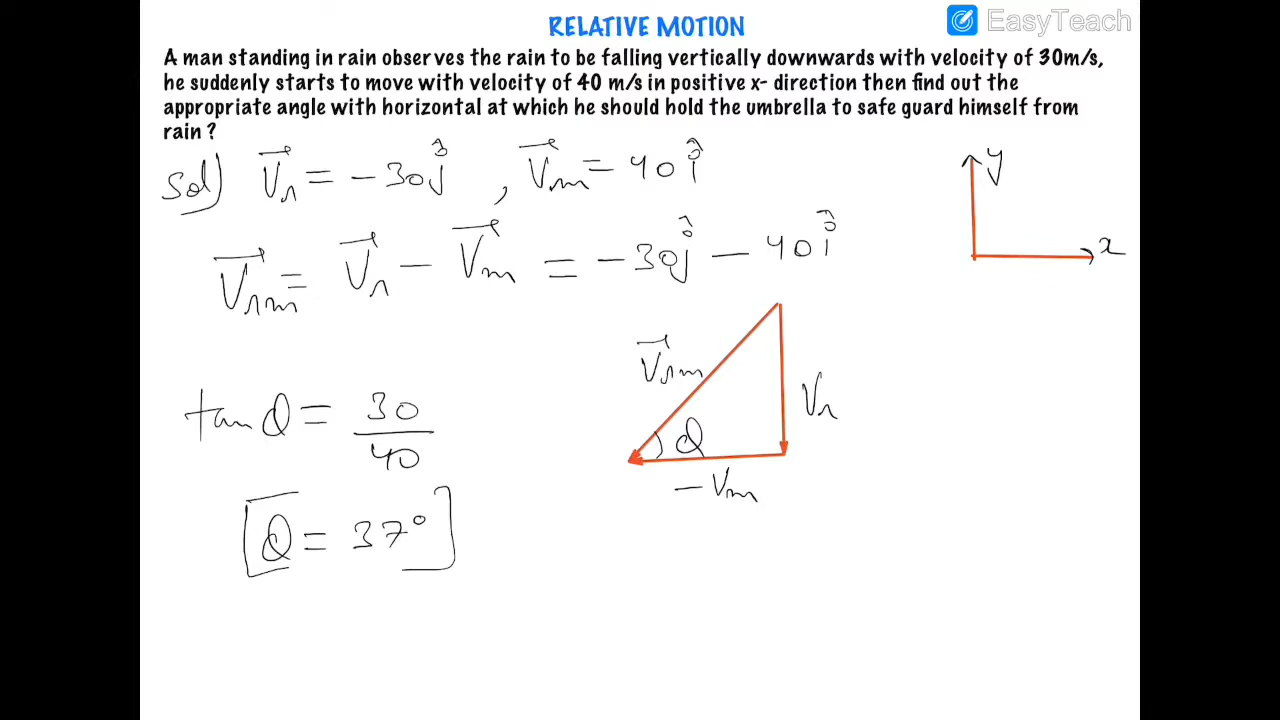 RELATIVE MOTION
EasyTeach
A man standing in rain observes the rain to be falling vertically downwards with velocity of 30m/s,
he suddenly starts to move with velocity of 40 m/s in positive x- direction then find out the
appropriate angle with horizontal at which he should hold the umbrella to safe guard himself from
rain ?
Sol) V⃗r = - 30ĵ , V⃗m = 40î
y
x
V⃗rm = V⃗r - V⃗m = - 30ĵ - 40î
V⃗rm
Vr
tan θ = 30/40
θ
- Vm
θ = 37°